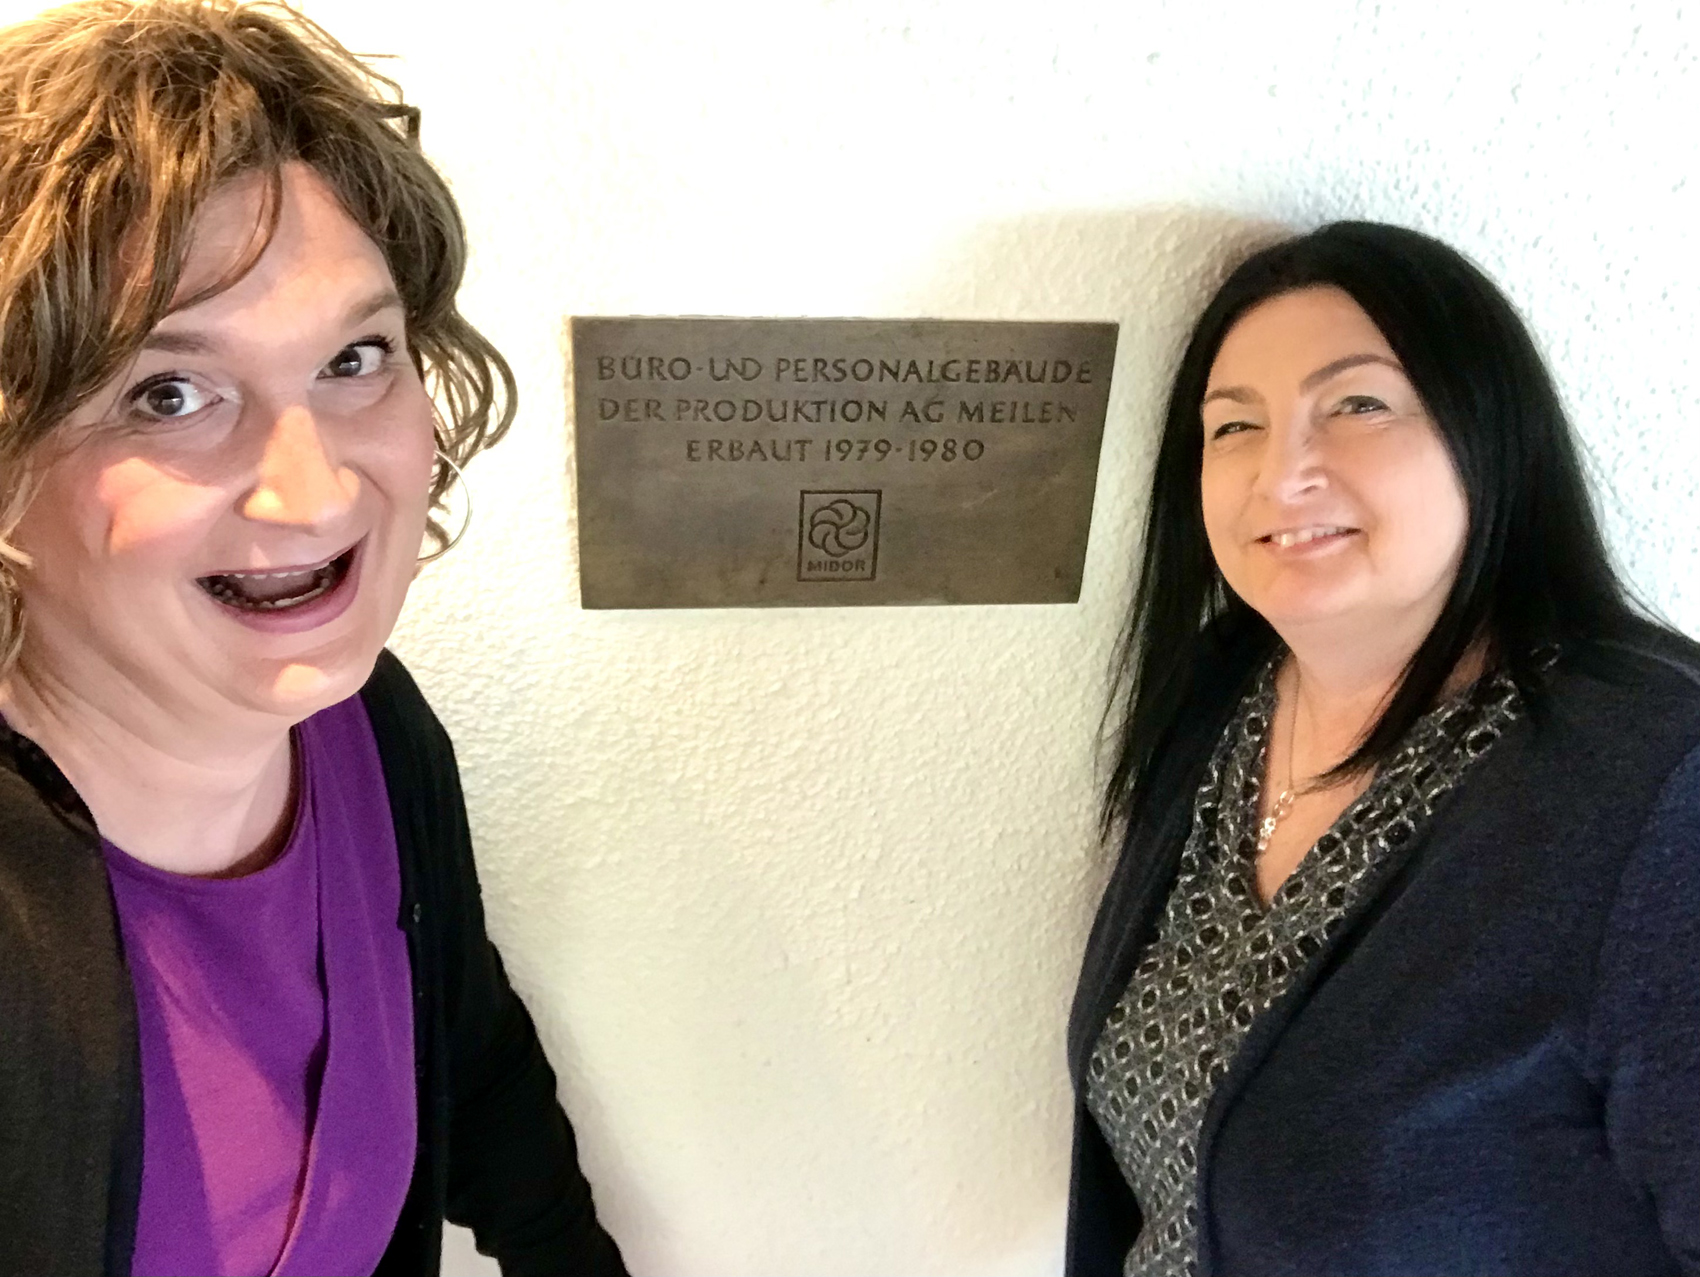 BÜRO-UND PERSONALGEBÄUDE
DER PRODUKTION AG MEILEN
ERBAUT 1979-1980
MIDOR